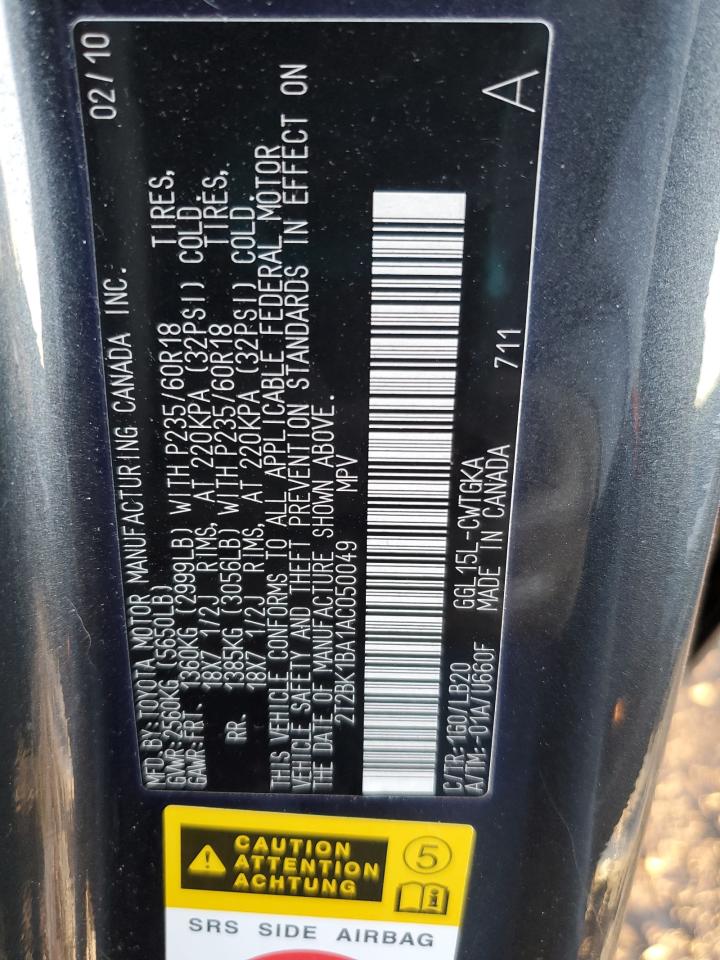 MFD. BY: TOYOTA MOTOR MANUFACTURING CANADA INC. 02/10
GVWR: 2560KG (5650LB)
GAWR: FRT. 1360KG (2999LB) WITH P235/60R18 TIRES,
18X7 1/2J RIMS, AT 220KPA (32PSI) COLD.
RR. 1385KG (3056LB) WITH P235/60R18 TIRES,
18X7 1/2J RIMS, AT 220KPA (32PSI) COLD.
THIS VEHICLE CONFORMS TO ALL APPLICABLE FEDERAL MOTOR
VEHICLE SAFETY AND THEFT PREVENTION STANDARDS IN EFFECT ON
THE DATE OF MANUFACTURE SHOWN ABOVE.
2T2BK1BA1AC050049 MPV
C/TR: 1G0/LB20 GGL15L-CWTGKA
A/TM: -01A/U660F MADE IN CANADA 711 A
CAUTION
ATTENTION
ACHTUNG
5
SRS SIDE AIRBAG